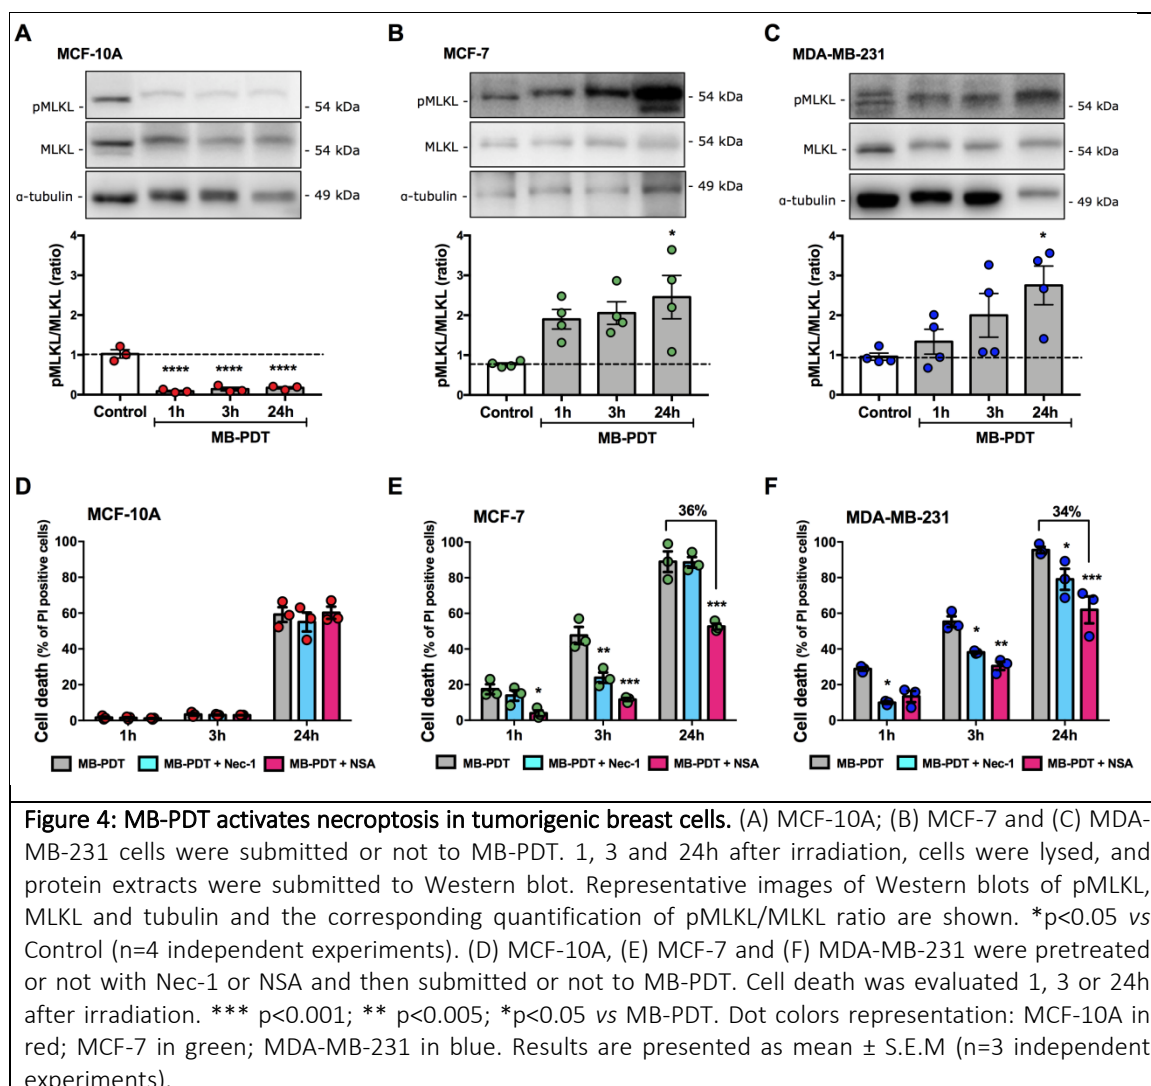 A
MCF-10A
pMLKL -
- 54 kDa
MLKL -
- 54 kDa
α-tubulin -
- 49 kDa
pMLKL/MLKL (ratio)
4
3
2
1
0
**** **** ****
Control 1h 3h 24h
MB-PDT
B
MCF-7
pMLKL -
- 54 kDa
MLKL -
- 54 kDa
α-tubulin -
- 49 kDa
pMLKL/MLKL (ratio)
4
3
2
1
0
*
Control 1h 3h 24h
MB-PDT
C
MDA-MB-231
pMLKL -
- 54 kDa
MLKL -
- 54 kDa
α-tubulin -
- 49 kDa
pMLKL/MLKL (ratio)
4
3
2
1
0
*
Control 1h 3h 24h
MB-PDT
D
MCF-10A
Cell death (% of PI positive cells)
100
80
60
40
20
0
1h 3h 24h
MB-PDT MB-PDT + Nec-1 MB-PDT + NSA
E
MCF-7
36%
Cell death (% of PI positive cells)
100
80
60
40
20
0
* ** *** ***
1h 3h 24h
MB-PDT MB-PDT + Nec-1 MB-PDT + NSA
F
MDA-MB-231
34%
Cell death (% of PI positive cells)
100
80
60
40
20
0
* * ** * ***
1h 3h 24h
MB-PDT MB-PDT + Nec-1 MB-PDT + NSA
Figure 4: MB-PDT activates necroptosis in tumorigenic breast cells. (A) MCF-10A; (B) MCF-7 and (C) MDA-
MB-231 cells were submitted or not to MB-PDT. 1, 3 and 24h after irradiation, cells were lysed, and
protein extracts were submitted to Western blot. Representative images of Western blots of pMLKL,
MLKL and tubulin and the corresponding quantification of pMLKL/MLKL ratio are shown. *p<0.05 vs
Control (n=4 independent experiments). (D) MCF-10A, (E) MCF-7 and (F) MDA-MB-231 were pretreated
or not with Nec-1 or NSA and then submitted or not to MB-PDT. Cell death was evaluated 1, 3 or 24h
after irradiation. *** p<0.001; ** p<0.005; *p<0.05 vs MB-PDT. Dot colors representation: MCF-10A in
red; MCF-7 in green; MDA-MB-231 in blue. Results are presented as mean ± S.E.M (n=3 independent
experiments).